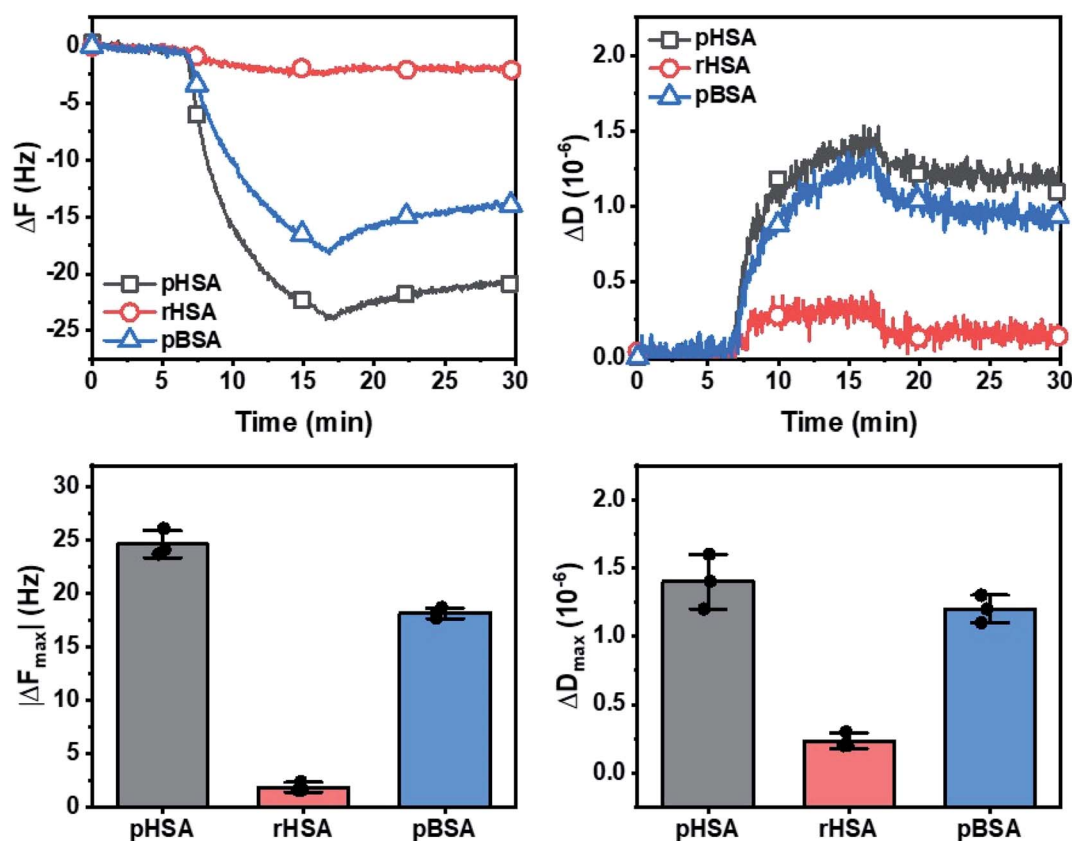 0
-5
-10
-15
-20
-25
ΔF (Hz)
pHSA
rHSA
pBSA
0 5 10 15 20 25 30
Time (min)
2.0
1.5
1.0
0.5
0.0
ΔD (10⁻⁶)
pHSA
rHSA
pBSA
0 5 10 15 20 25 30
Time (min)
30
25
20
15
10
5
0
|ΔFmax| (Hz)
pHSA rHSA pBSA
2.0
1.5
1.0
0.5
0.0
ΔDmax (10⁻⁶)
pHSA rHSA pBSA